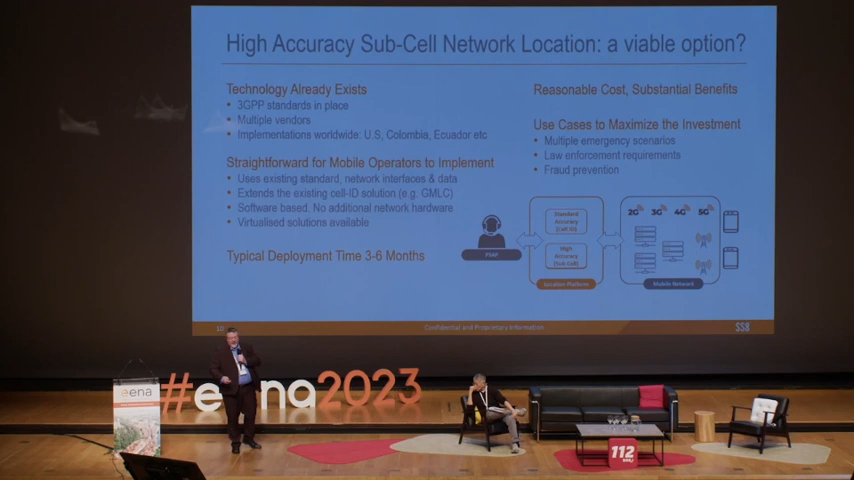 High Accuracy Sub-Cell Network Location: a viable option?
Technology Already Exists
• 3GPP standards in place
• Multiple vendors
• Implementations worldwide: U.S, Colombia, Ecuador etc
Straightforward for Mobile Operators to Implement
• Uses existing standard, network interfaces & data
• Extends the existing cell-ID solution (e.g. GMLC)
• Software based. No additional network hardware
• Virtualised solutions available
Typical Deployment Time 3-6 Months
Reasonable Cost, Substantial Benefits
Use Cases to Maximize the Investment
• Multiple emergency scenarios
• Law enforcement requirements
• Fraud prevention
PSAP
Standard
Accuracy
(Cell ID)
High
Accuracy
(Sub-Cell)
Location Platform
2G 3G 4G 5G
Mobile Network
10 Confidential and Proprietary Information SS8
eena
#eena2023
112